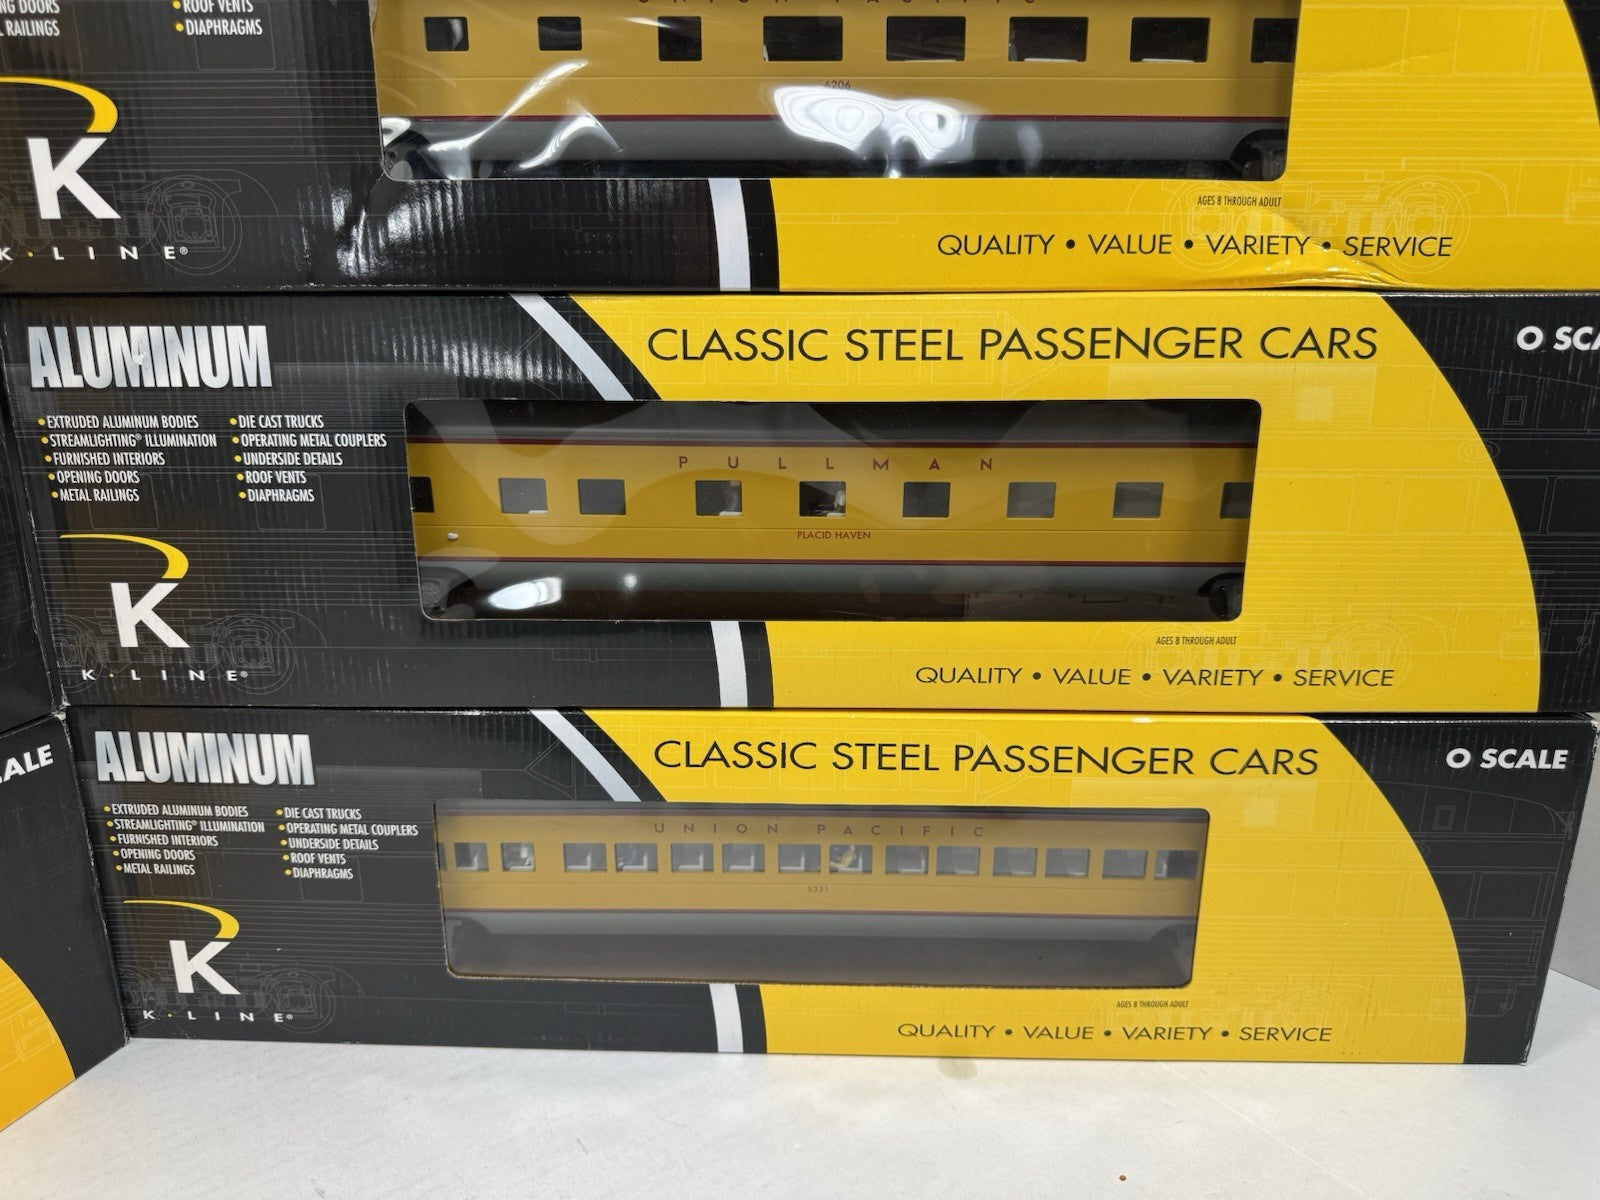 ROOF VENTS
RAILINGS
•DIAPHRAGMS
UNION PACIFIC
6206
K
K·LINE®
AGES 8 THROUGH ADULT
QUALITY • VALUE • VARIETY • SERVICE
ALUMINUM
CLASSIC STEEL PASSENGER CARS
O SCA
•EXTRUDED ALUMINUM BODIES
•STREAMLIGHTING® ILLUMINATION
•FURNISHED INTERIORS
•OPENING DOORS
•METAL RAILINGS
•DIE CAST TRUCKS
•OPERATING METAL COUPLERS
•UNDERSIDE DETAILS
•ROOF VENTS
•DIAPHRAGMS
PULLMAN
PLACID HAVEN
K
K·LINE®
AGES 8 THROUGH ADULT
QUALITY • VALUE • VARIETY • SERVICE
ALE
ALUMINUM
CLASSIC STEEL PASSENGER CARS
O SCALE
•EXTRUDED ALUMINUM BODIES
•STREAMLIGHTING® ILLUMINATION
•FURNISHED INTERIORS
•OPENING DOORS
•METAL RAILINGS
•DIE CAST TRUCKS
•OPERATING METAL COUPLERS
•UNDERSIDE DETAILS
•ROOF VENTS
•DIAPHRAGMS
UNION PACIFIC
5331
K
K·LINE®
AGES 8 THROUGH ADULT
QUALITY • VALUE • VARIETY • SERVICE